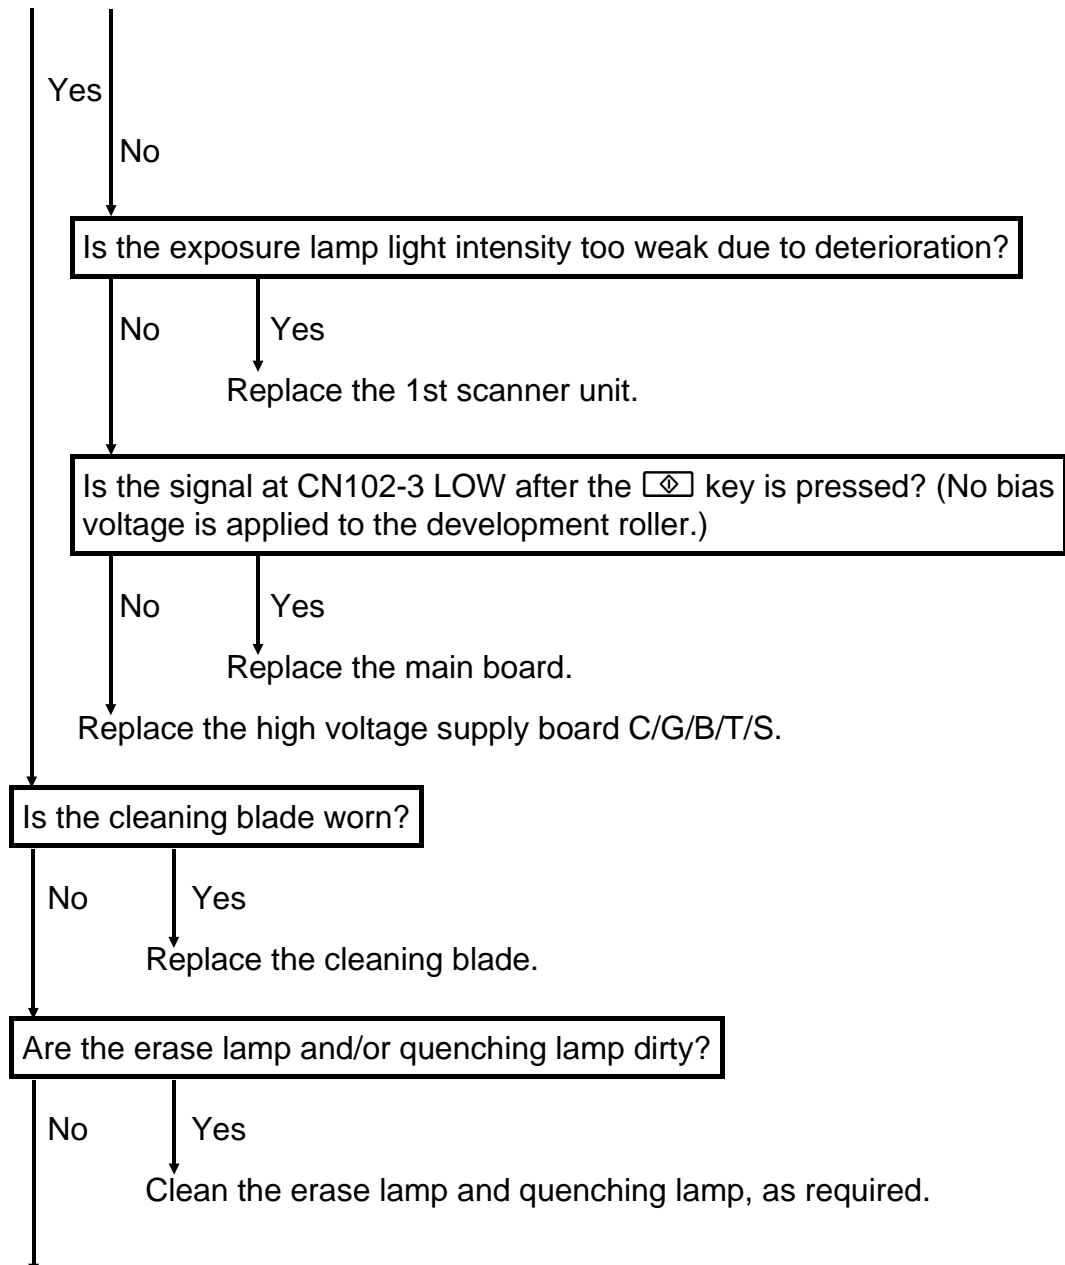 Yes
No
Is the exposure lamp light intensity too weak due to deterioration?
No
Yes
Replace the 1st scanner unit.
Is the signal at CN102-3 LOW after the key is pressed? (No bias
voltage is applied to the development roller.)
No
Yes
Replace the main board.
Replace the high voltage supply board C/G/B/T/S.
Is the cleaning blade worn?
No
Yes
Replace the cleaning blade.
Are the erase lamp and/or quenching lamp dirty?
No
Yes
Clean the erase lamp and quenching lamp, as required.